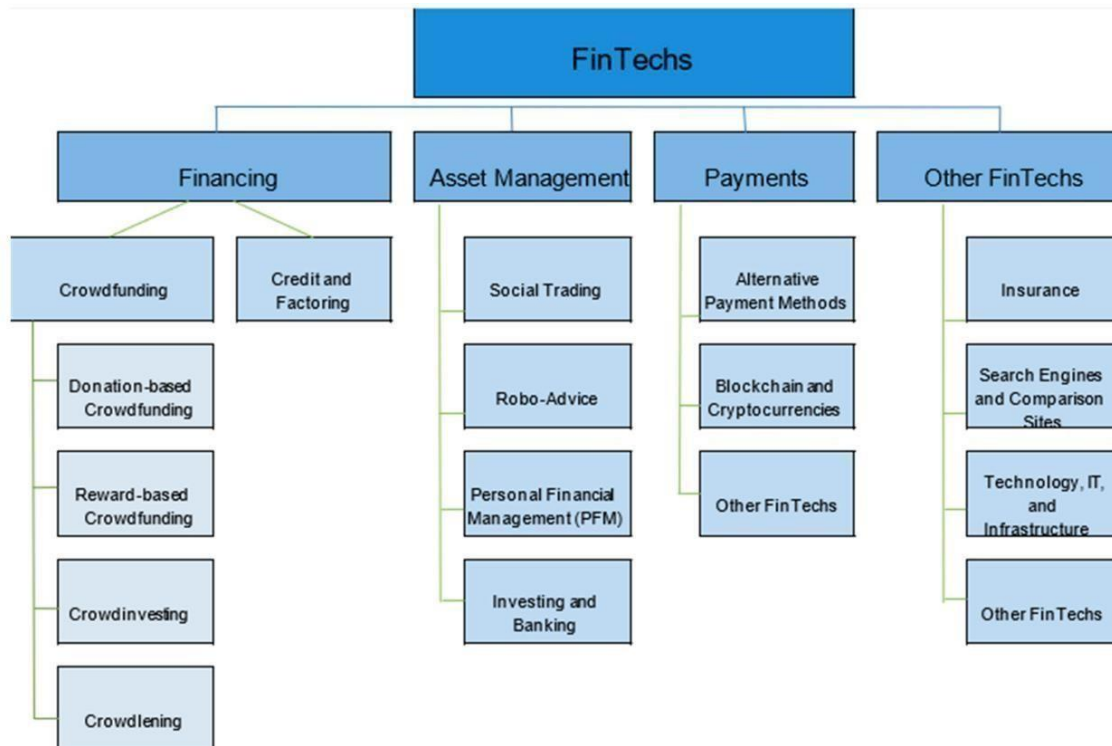 FinTechs
Financing
Asset Management
Payments
Other FinTechs
Crowdfunding
Credit and
Factoring
Social Trading
Alternative
Payment Methods
Insurance
Donation-based
Crowdfunding
Robo-Advice
Blockchain and
Cryptocurrencies
Search Engines
and Comparison
Sites
Reward-based
Crowdfunding
Personal Financial
Management (PFM)
Other FinTechs
Technology, IT,
and
Infrastructure
Crowdinvesting
Investing and
Banking
Other FinTechs
Crowdlening